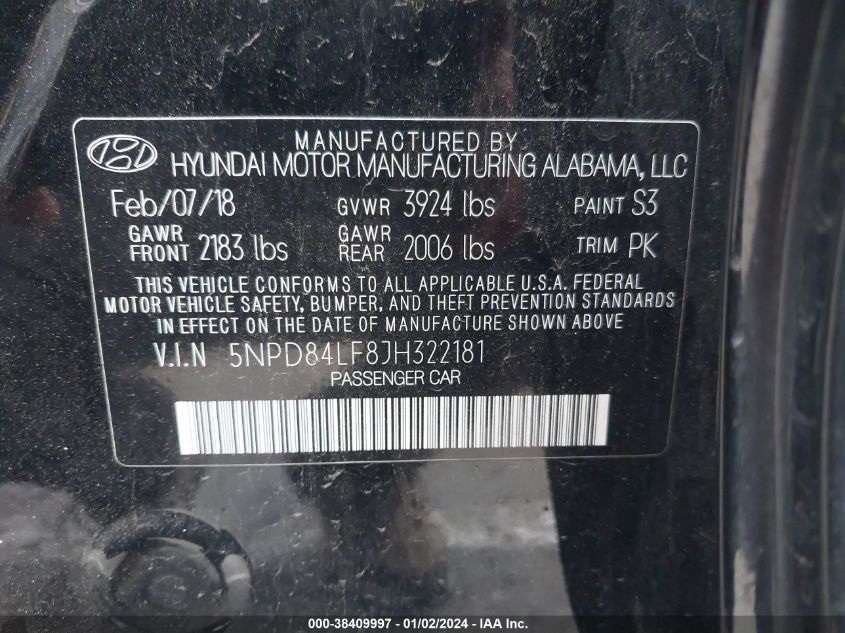 MANUFACTURED BY
HYUNDAI MOTOR MANUFACTURING ALABAMA, LLC
Feb/07/18 GVWR 3924 lbs PAINT S3
GAWR FRONT 2183 lbs GAWR REAR 2006 lbs TRIM PK
THIS VEHICLE CONFORMS TO ALL APPLICABLE U.S.A. FEDERAL
MOTOR VEHICLE SAFETY, BUMPER, AND THEFT PREVENTION STANDARDS
IN EFFECT ON THE DATE OF MANUFACTURE SHOWN ABOVE
V.I.N 5NPD84LF8JH322181
PASSENGER CAR
000-38409997 - 01/02/2024 - IAA Inc.